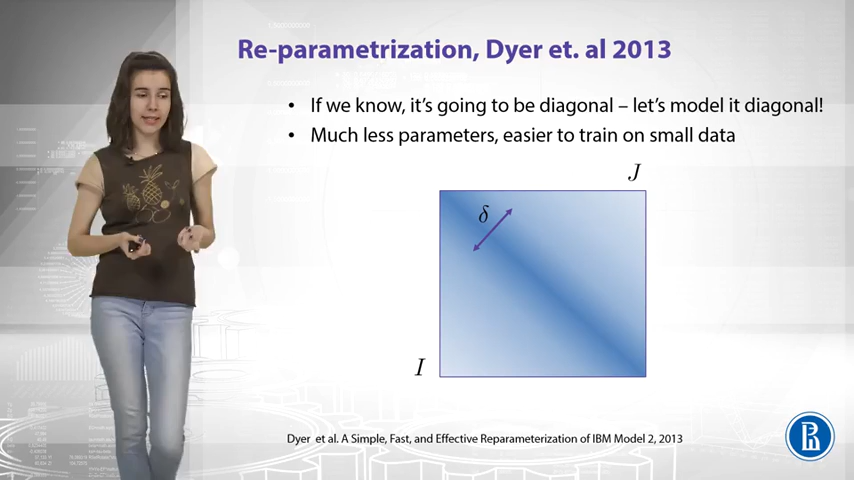 Re-parametrization, Dyer et. al 2013
• If we know, it's going to be diagonal – let's model it diagonal!
• Much less parameters, easier to train on small data
J
δ
I
Dyer et al. A Simple, Fast, and Effective Reparameterization of IBM Model 2, 2013